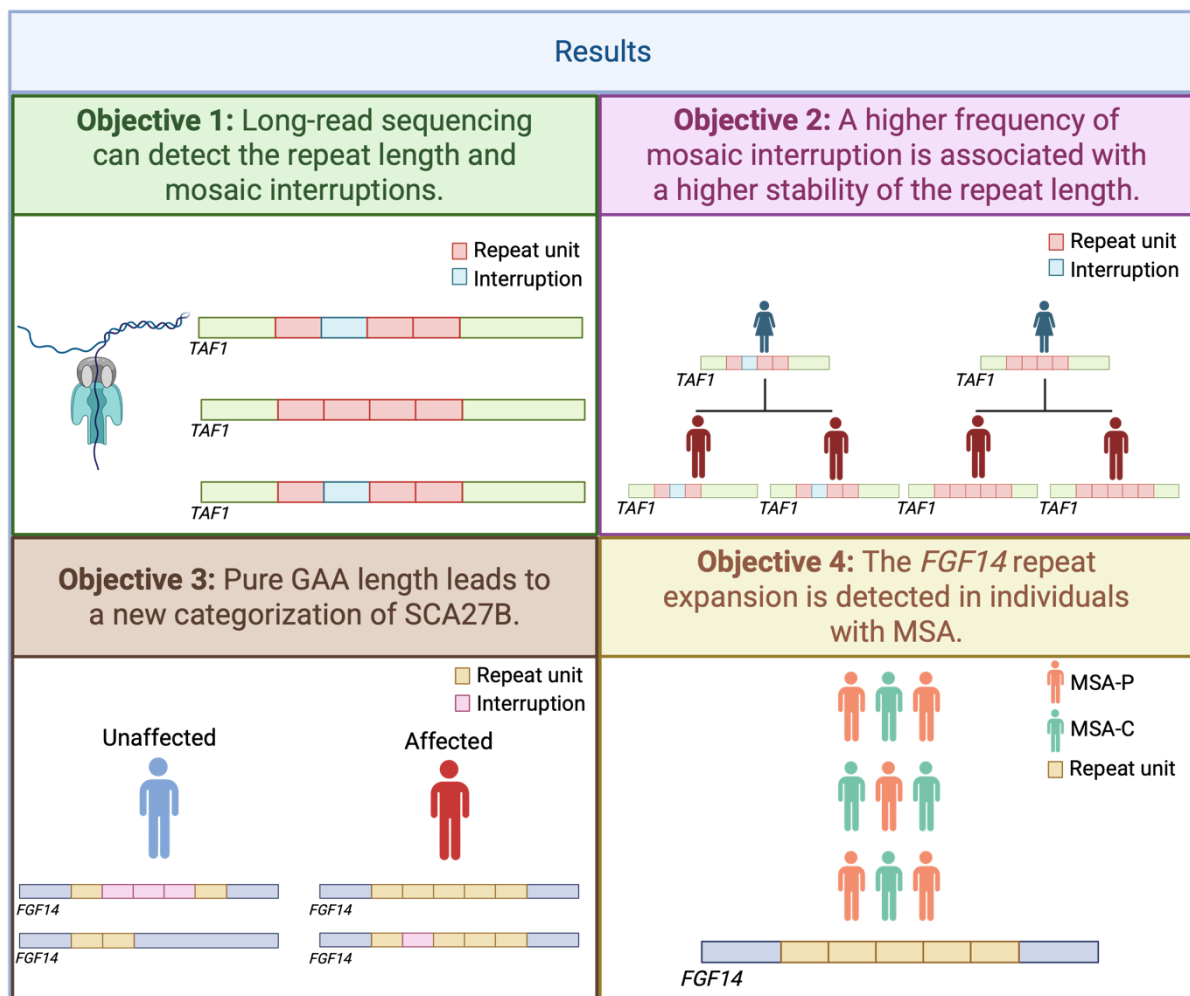 Results
Objective 1: Long-read sequencing
can detect the repeat length and
mosaic interruptions.
Repeat unit
Interruption
TAF1
TAF1
TAF1
Objective 2: A higher frequency of
mosaic interruption is associated with
a higher stability of the repeat length.
Repeat unit
Interruption
TAF1
TAF1
TAF1
TAF1
TAF1
TAF1
Objective 3: Pure GAA length leads to
a new categorization of SCA27B.
Repeat unit
Interruption
Unaffected
Affected
FGF14
FGF14
FGF14
FGF14
Objective 4: The FGF14 repeat
expansion is detected in individuals
with MSA.
MSA-P
MSA-C
Repeat unit
FGF14